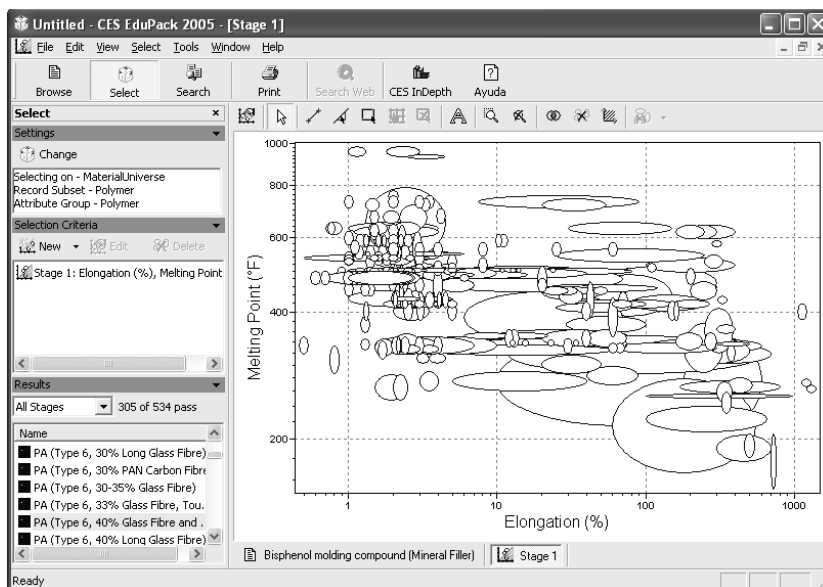 Untitled - CES EduPack 2005 - [Stage 1]
File Edit View Select Tools Window Help
Browse Select Search Print Search Web CES InDepth Ayuda
Select
Settings
Change
Selecting on - MaterialUniverse
Record Subset - Polymer
Attribute Group - Polymer
Selection Criteria
New Edit Delete
Stage 1: Elongation (%), Melting Point
Results
All Stages 305 of 534 pass
Name
PA (Type 6, 30% Long Glass Fibre)
PA (Type 6, 30% PAN Carbon Fibre
PA (Type 6, 30-35% Glass Fibre)
PA (Type 6, 33% Glass Fibre, Tou..
PA (Type 6, 40% Glass Fibre and .
PA (Type 6, 40% Long Glass Fibre)
Melting Point (°F)
1000
800
600
400
200
1 10 100 1000
Elongation (%)
Bisphenol molding compound (Mineral Filler) Stage 1
Ready